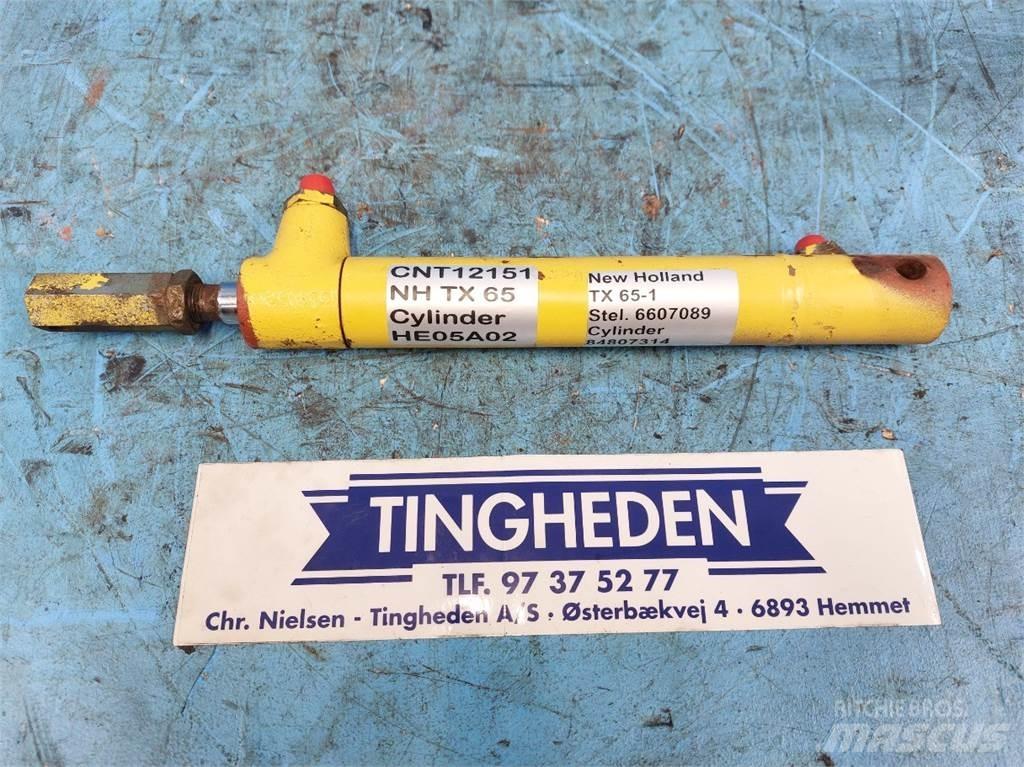 CNT12151
NH TX 65
Cylinder
HE05A02
New Holland
TX 65-1
Stel. 6607089
Cylinder
84807314
TINGHEDEN
TLF. 97 37 52 77
Chr. Nielsen - Tingheden A/S · Østerbækvej 4 · 6893 Hemmet
RITCHIE BROS.
MASCUS